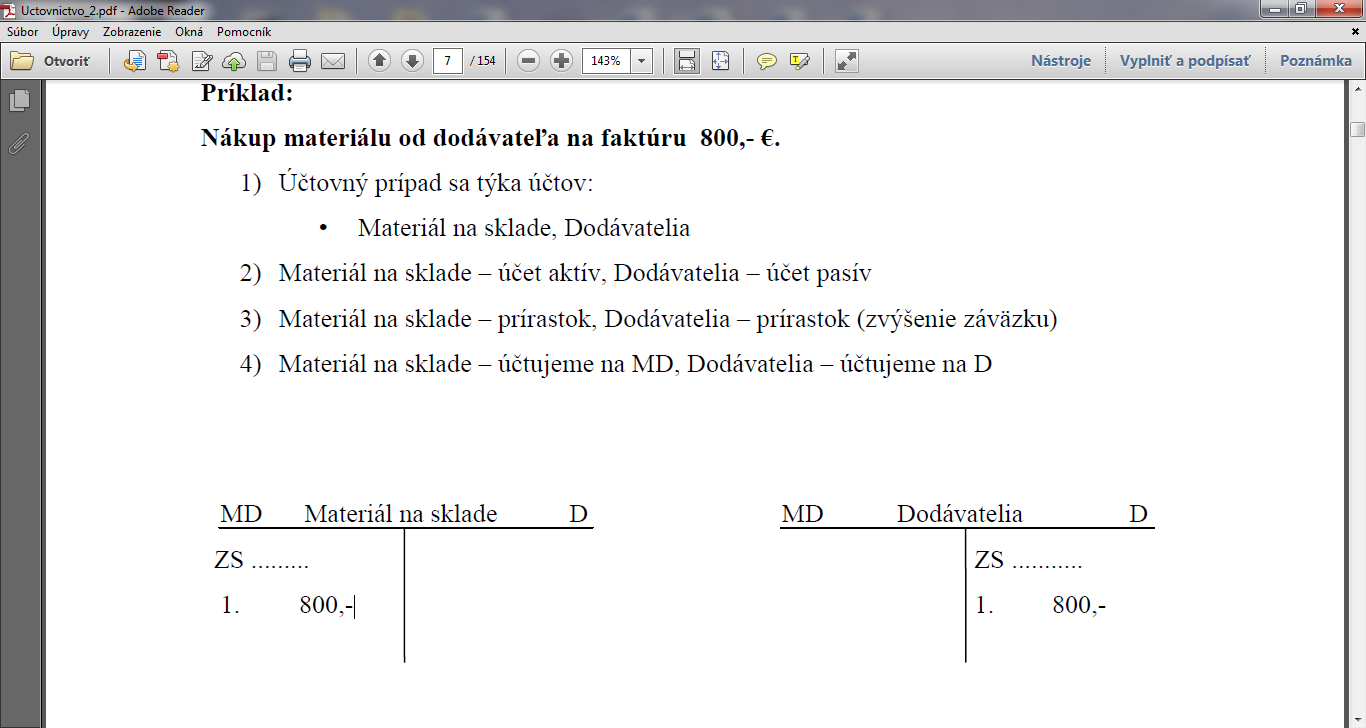 Uctovnictvo_2.pdf - Adobe Reader
Súbor Úpravy Zobrazenie Okná Pomocník
Otvoriť 7 / 154 143% Nástroje Vyplniť a podpísať Poznámka
Príklad:
Nákup materiálu od dodávateľa na faktúru 800,- €.
1) Účtovný prípad sa týka účtov:
• Materiál na sklade, Dodávatelia
2) Materiál na sklade – účet aktív, Dodávatelia – účet pasív
3) Materiál na sklade – prírastok, Dodávatelia – prírastok (zvýšenie záväzku)
4) Materiál na sklade – účtujeme na MD, Dodávatelia – účtujeme na D
MD Materiál na sklade D
ZS .........
1. 800,-
MD Dodávatelia D
ZS ...........
1. 800,-